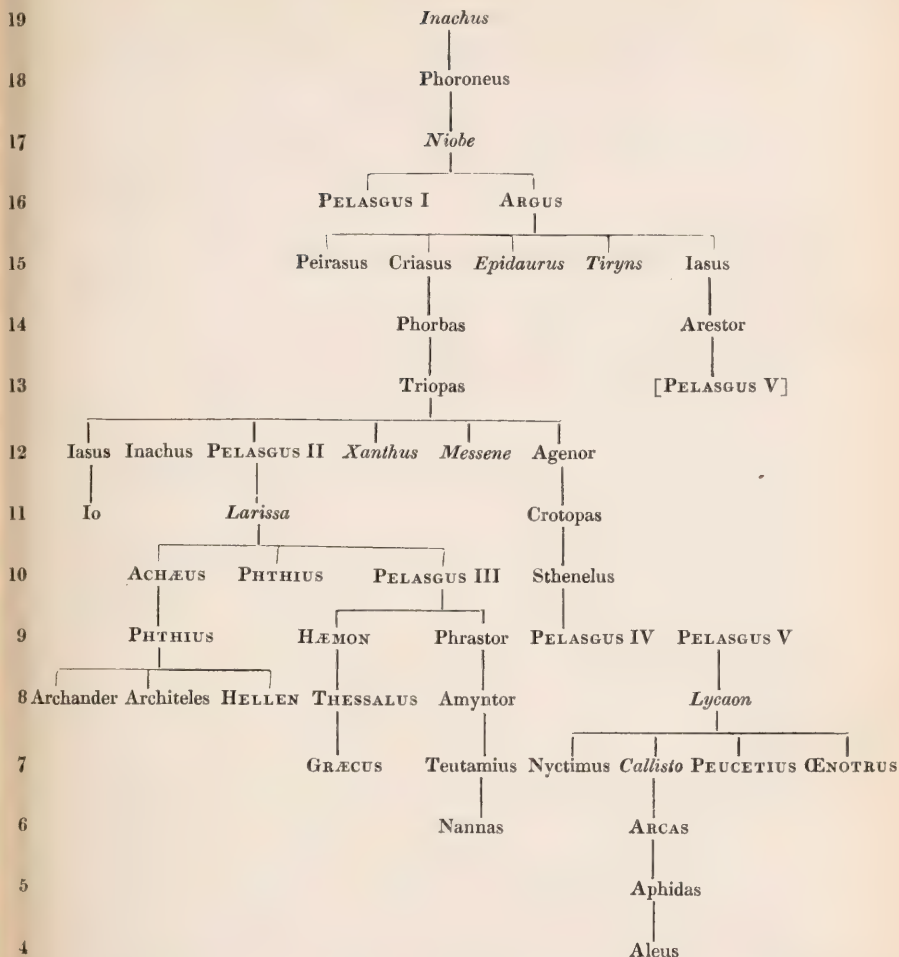 19 Inachus
18 Phoroneus
17 Niobe
16 PELASGUS I ARGUS
15 Peirasus Criasus Epidaurus Tiryns Iasus
14 Phorbas Arestor
13 Triopas [PELASGUS V]
12 Iasus Inachus PELASGUS II Xanthus Messene Agenor
11 Io Larissa Crotopas
10 ACHÆUS PHTHIUS PELASGUS III Sthenelus
9 PHTHIUS HÆMON Phrastor PELASGUS IV PELASGUS V
8 Archander Architeles HELLEN THESSALUS Amyntor Lycaon
7 GRÆCUS Teutamius Nyctimus Callisto PEUCETIUS ŒNOTRUS
6 Nannas ARCAS
5 Aphidas
4 Aleus